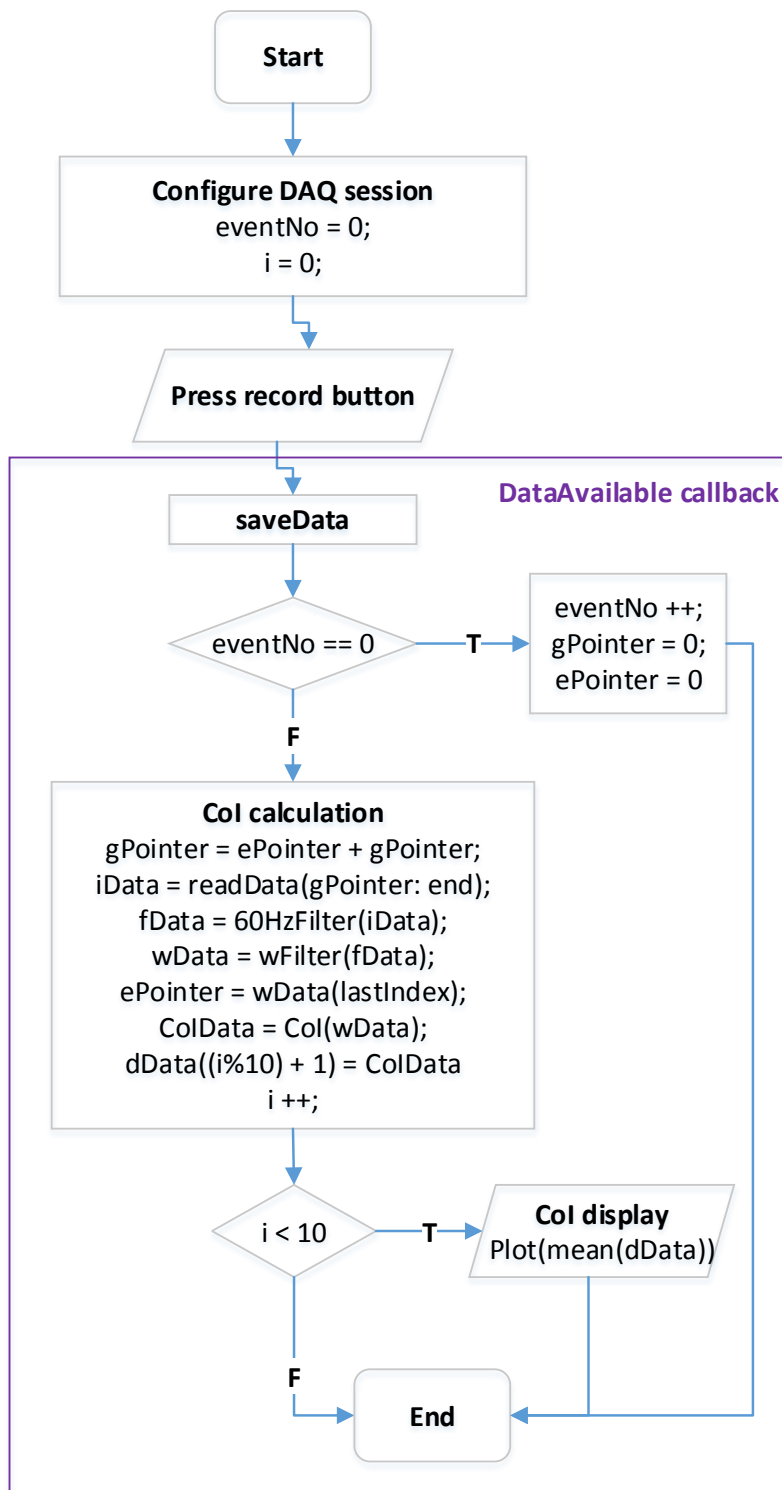 Start
Configure DAQ session
eventNo = 0;
i = 0;
Press record button
DataAvailable callback
saveData
eventNo == 0
T
eventNo ++;
gPointer = 0;
ePointer = 0
F
CoI calculation
gPointer = ePointer + gPointer;
iData = readData(gPointer: end);
fData = 60HzFilter(iData);
wData = wFilter(fData);
ePointer = wData(lastIndex);
CoIData = CoI(wData);
dData((i%10) + 1) = CoIData
i ++;
i < 10
T
CoI display
Plot(mean(dData))
F
End